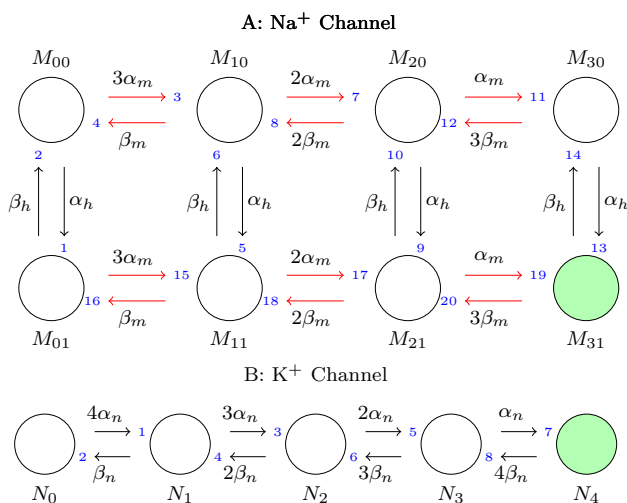 A: Na⁺ Channel
M₀₀ M₁₀ M₂₀ M₃₀
3αₘ 3 2αₘ 7 αₘ 11
4 βₘ 8 2βₘ 12 3βₘ
2 6 10 14
βₕ αₕ βₕ αₕ βₕ αₕ βₕ αₕ
1 5 9 13
3αₘ 15 2αₘ 17 αₘ 19
16 βₘ 18 2βₘ 20 3βₘ
M₀₁ M₁₁ M₂₁ M₃₁
B: K⁺ Channel
4αₙ 1 3αₙ 3 2αₙ 5 αₙ 7
2 βₙ 4 2βₙ 6 3βₙ 8 4βₙ
N₀ N₁ N₂ N₃ N₄